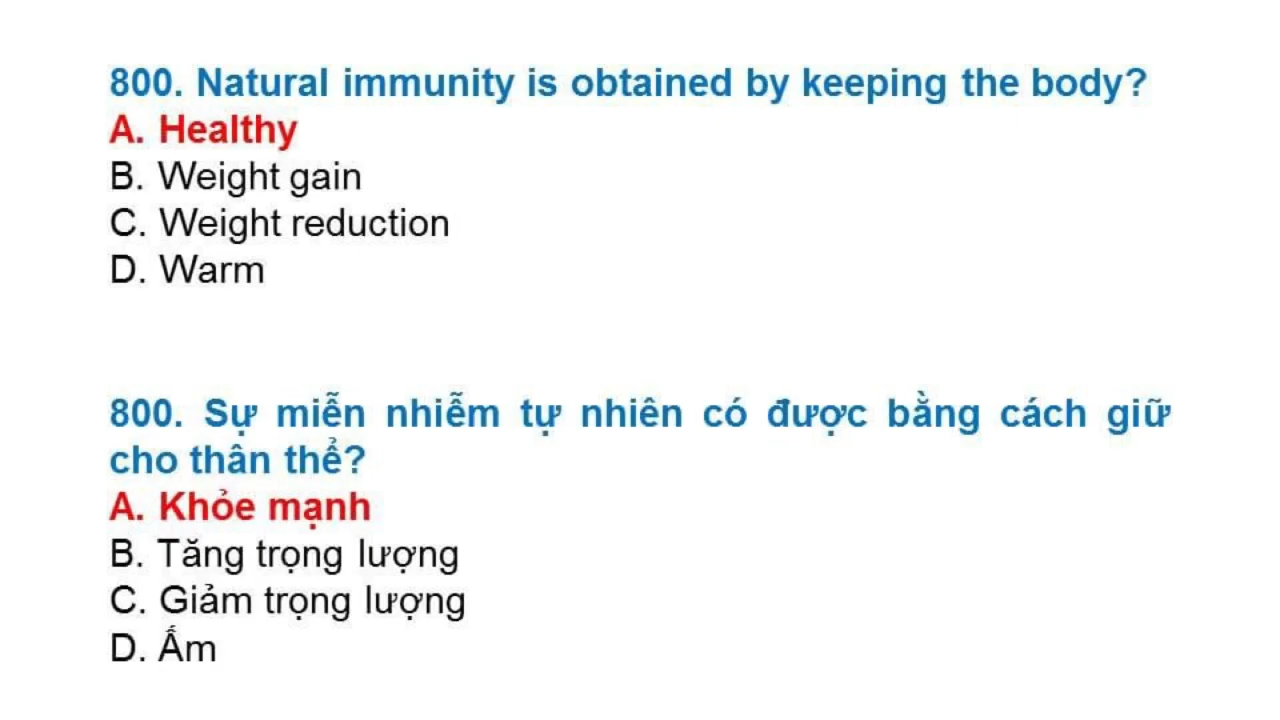 800. Natural immunity is obtained by keeping the body?
A. Healthy
B. Weight gain
C. Weight reduction
D. Warm
800. Sự miễn nhiễm tự nhiên có được bằng cách giữ
cho thân thể?
A. Khỏe mạnh
B. Tăng trọng lượng
C. Giảm trọng lượng
D. Ấm